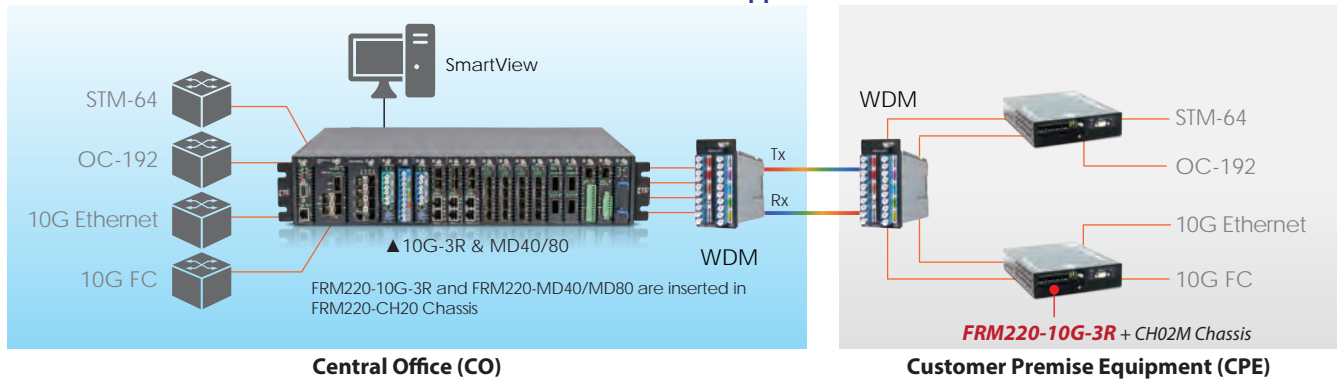 SmartView
STM-64
OC-192
10G Ethernet
10G FC
▲10G-3R & MD40/80
FRM220-10G-3R and FRM220-MD40/MD80 are inserted in
FRM220-CH20 Chassis
WDM
Tx
Rx
WDM
STM-64
OC-192
10G Ethernet
10G FC
FRM220-10G-3R + CH02M Chassis
Central Office (CO)
Customer Premise Equipment (CPE)